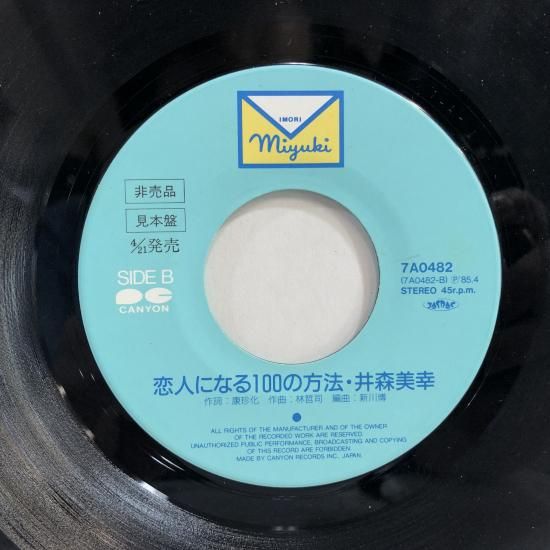 IMORI
Miyuki
非売品
見本盤
4/21発売
SIDE B
CANYON
7A0482
(7A0482-B) Ⓟ85.4
STEREO 45r.p.m.
JASRAC
恋人になる100の方法・井森美幸
作詞：康珍化 作曲：林哲司 編曲：新川博
ALL RIGHTS OF THE MANUFACTURER AND OF THE OWNER
OF THE RECORDED WORK ARE RESERVED.
UNAUTHORIZED PUBLIC PERFORMANCE, BROADCASTING AND COPYING
OF THIS RECORD ARE FORBIDDEN.
MADE BY CANYON RECORDS INC., JAPAN.